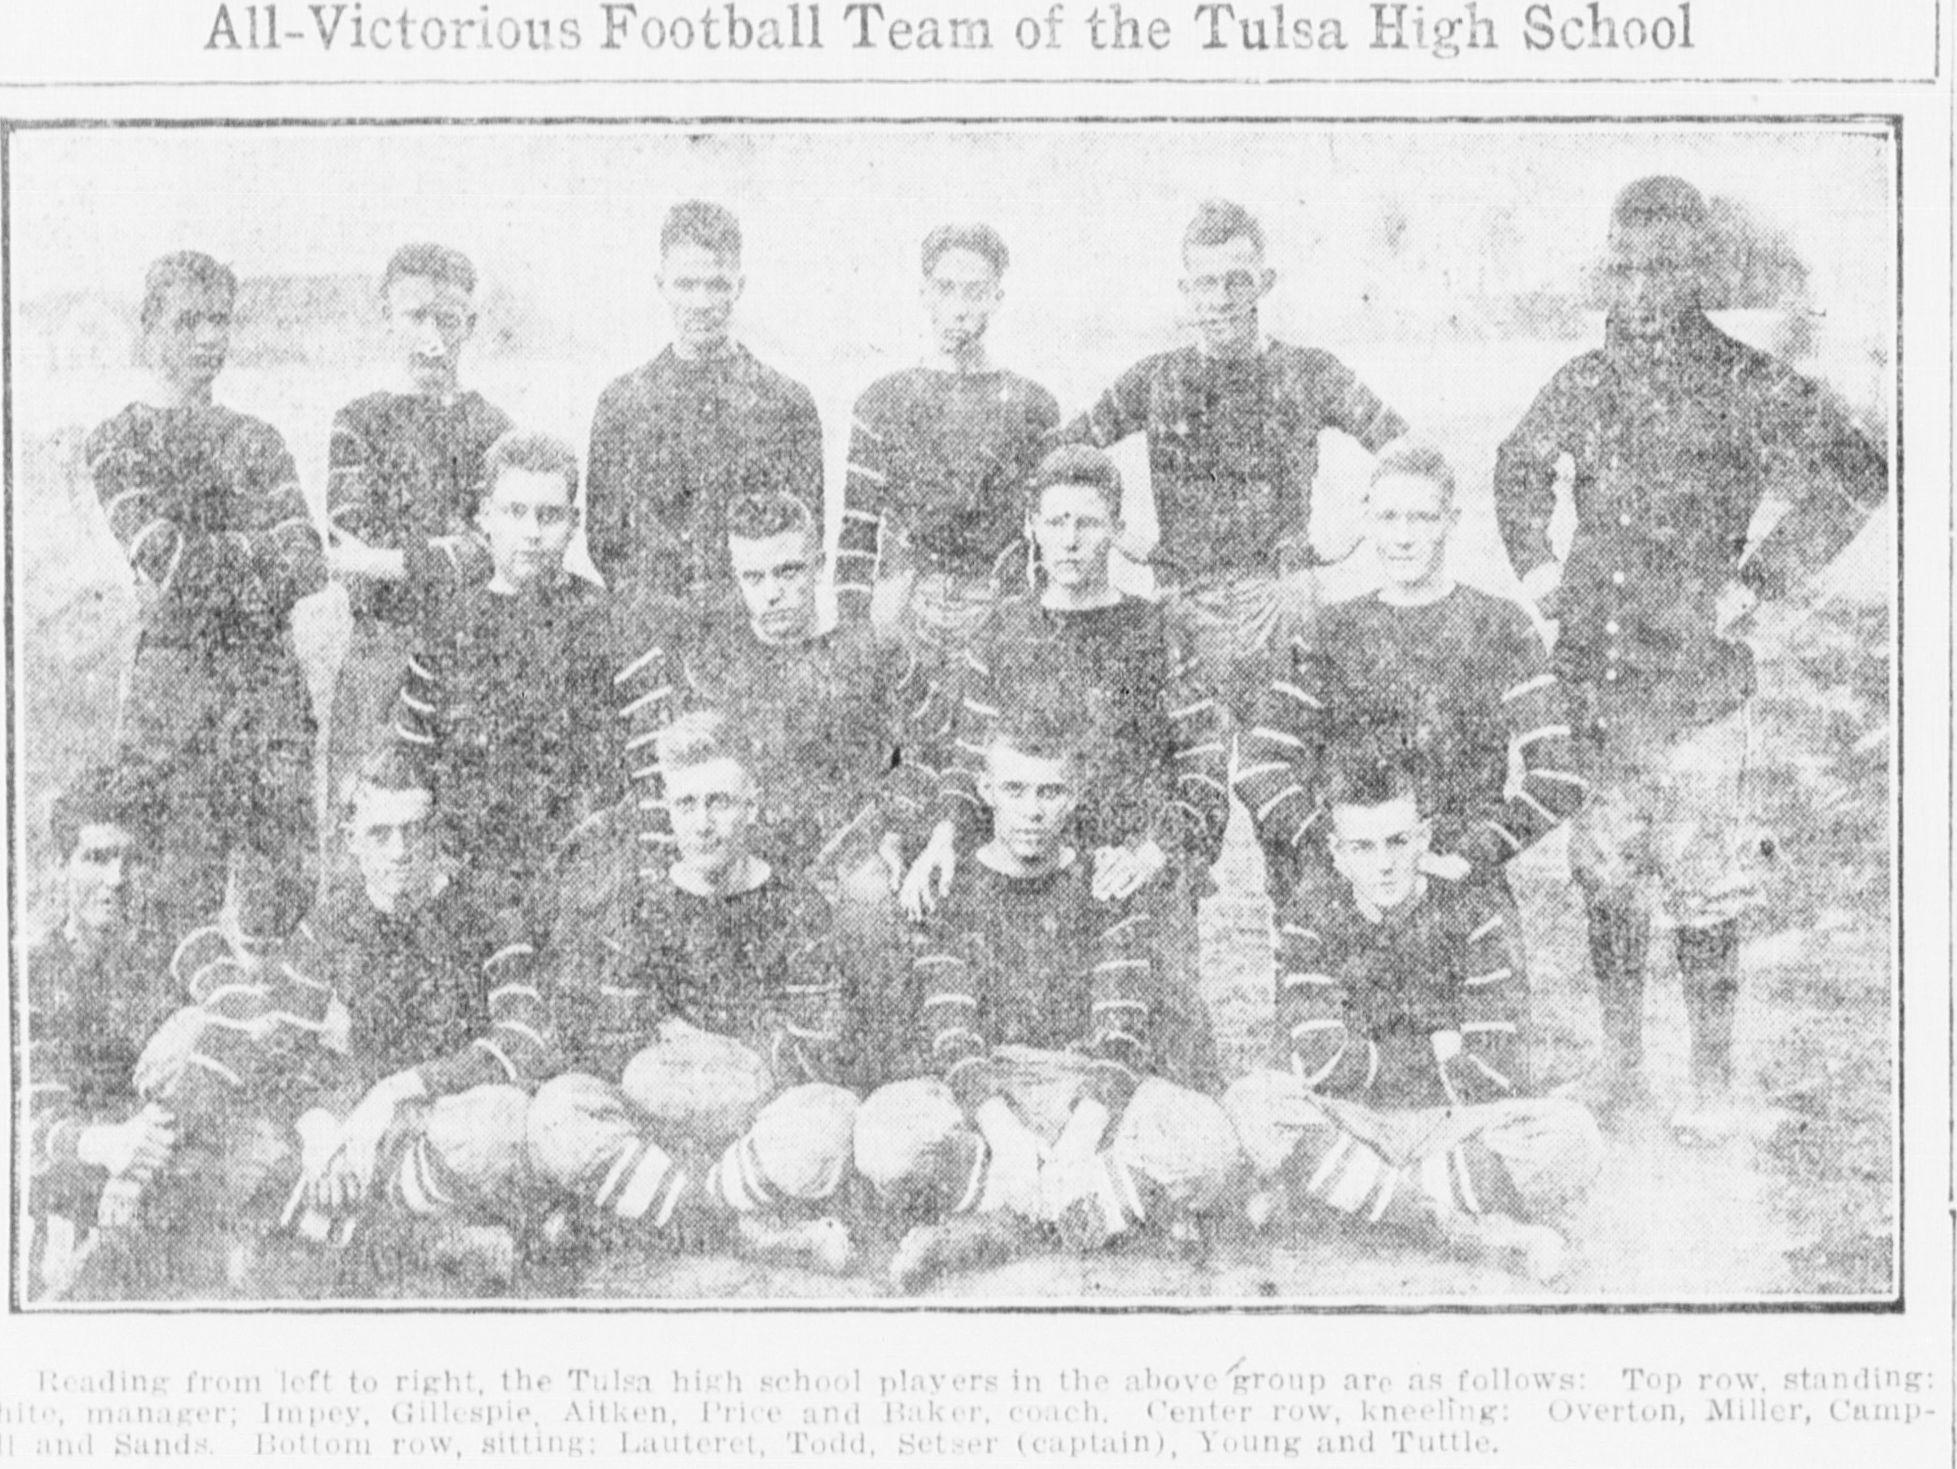 All-Victorious Football Team of the Tulsa High School
Reading from left to right, the Tulsa high school players in the above group are as follows: Top row, standing:
hite, manager; Impey, Gillespie, Aitken, Price and Baker, coach. Center row, kneeling: Overton, Miller, Camp-
ll and Sands. Bottom row, sitting: Lauteret, Todd, Setser (captain), Young and Tuttle.